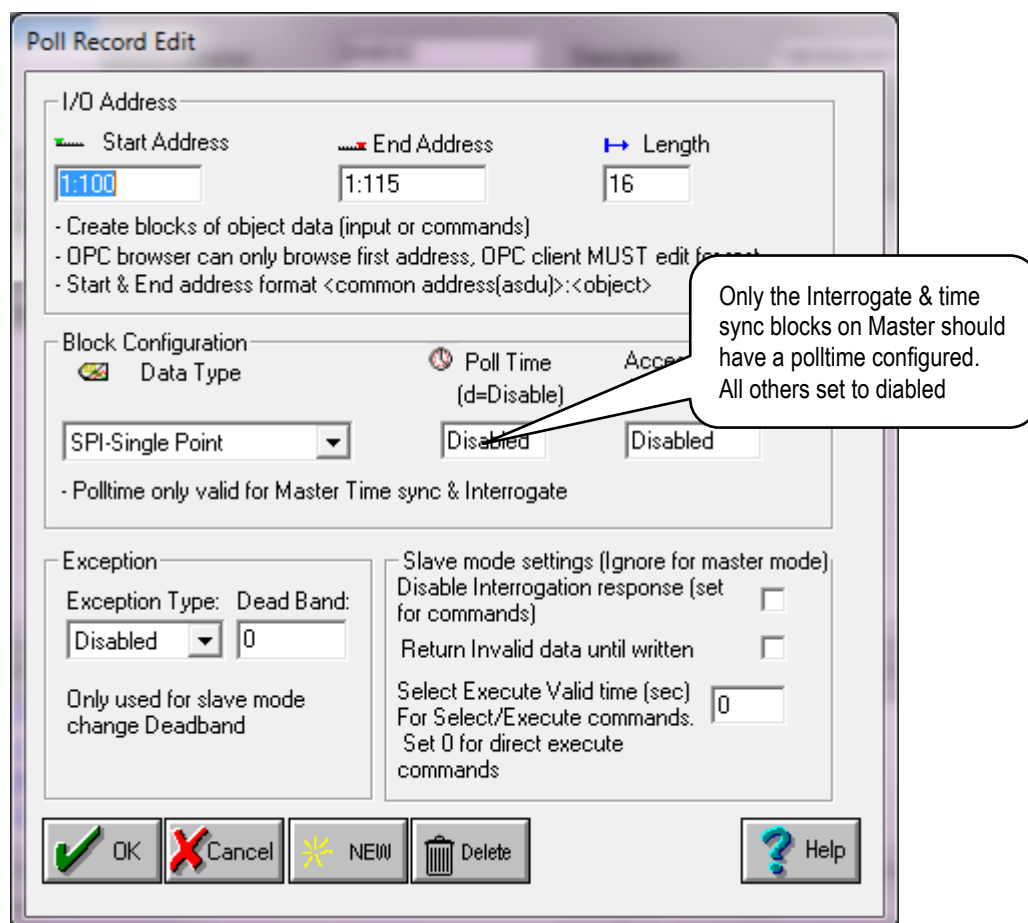 Poll Record Edit
I/O Address
Start Address
End Address
Length
1:100
1:115
16
- Create blocks of object data (input or commands)
- OPC browser can only browse first address, OPC client MUST edit
- Start & End address format <common address(asdu)>:<object>
Only the Interrogate & time
sync blocks on Master should
have a polltime configured.
All others set to diabled
Block Configuration
Data Type
Poll Time
(d=Disable)
SPI-Single Point
Disabled
Disabled
- Polltime only valid for Master Time sync & Interrogate
Exception
Exception Type: Dead Band:
Disabled
0
Only used for slave mode
change Deadband
Slave mode settings (Ignore for master mode)
Disable Interrogation response (set
for commands)
Return Invalid data until written
Select Execute Valid time (sec)
For Select/Execute commands.
Set 0 for direct execute
commands
0
OK
Cancel
NEW
Delete
Help